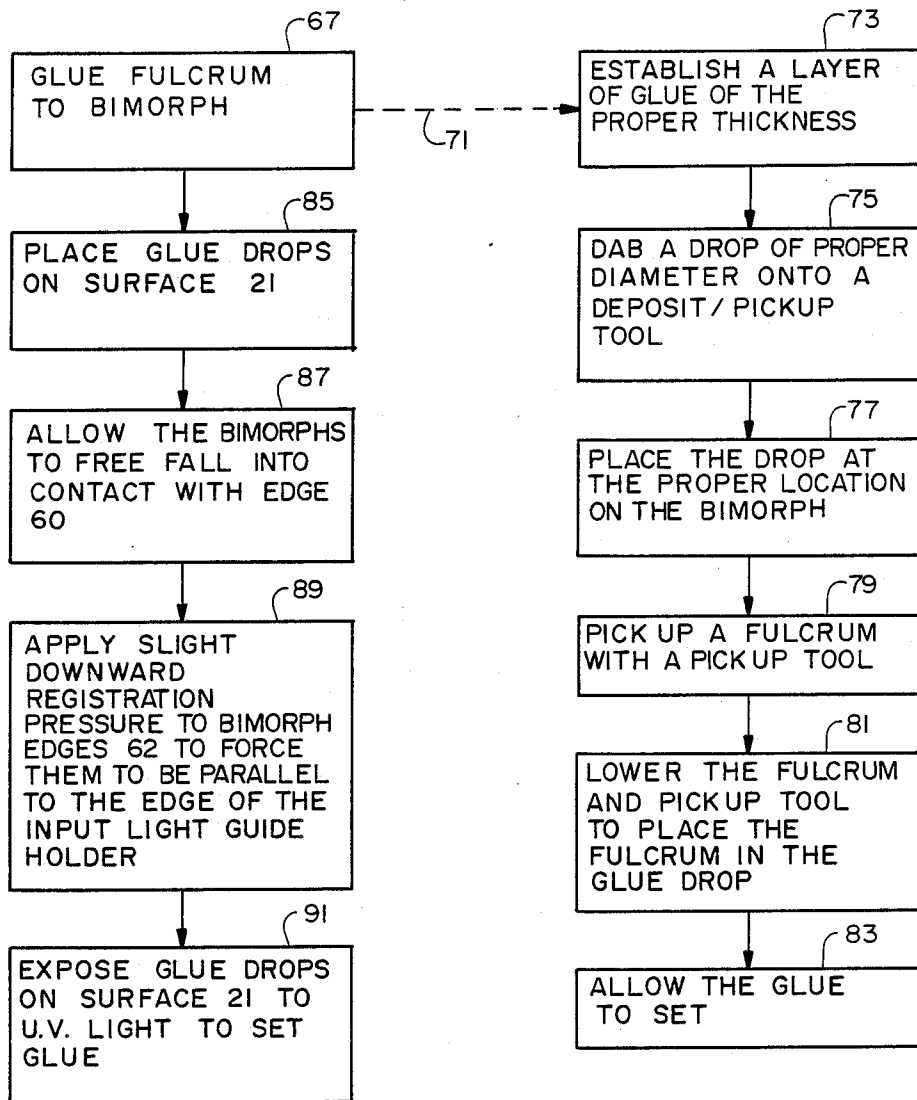 67
GLUE FULCRUM
TO BIMORPH
71
85
PLACE GLUE DROPS
ON SURFACE 21
87
ALLOW THE BIMORPHS
TO FREE FALL INTO
CONTACT WITH EDGE
60
89
APPLY SLIGHT
DOWNWARD
REGISTRATION
PRESSURE TO BIMORPH
EDGES 62 TO FORCE
THEM TO BE PARALLEL
TO THE EDGE OF THE
INPUT LIGHT GUIDE
HOLDER
91
EXPOSE GLUE DROPS
ON SURFACE 21 TO
U.V. LIGHT TO SET
GLUE
73
ESTABLISH A LAYER
OF GLUE OF THE
PROPER THICKNESS
75
DAB A DROP OF PROPER
DIAMETER ONTO A
DEPOSIT/PICKUP
TOOL
77
PLACE THE DROP AT
THE PROPER LOCATION
ON THE BIMORPH
79
PICK UP A FULCRUM
WITH A PICKUP TOOL
81
LOWER THE FULCRUM
AND PICKUP TOOL
TO PLACE THE
FULCRUM IN THE
GLUE DROP
83
ALLOW THE GLUE
TO SET